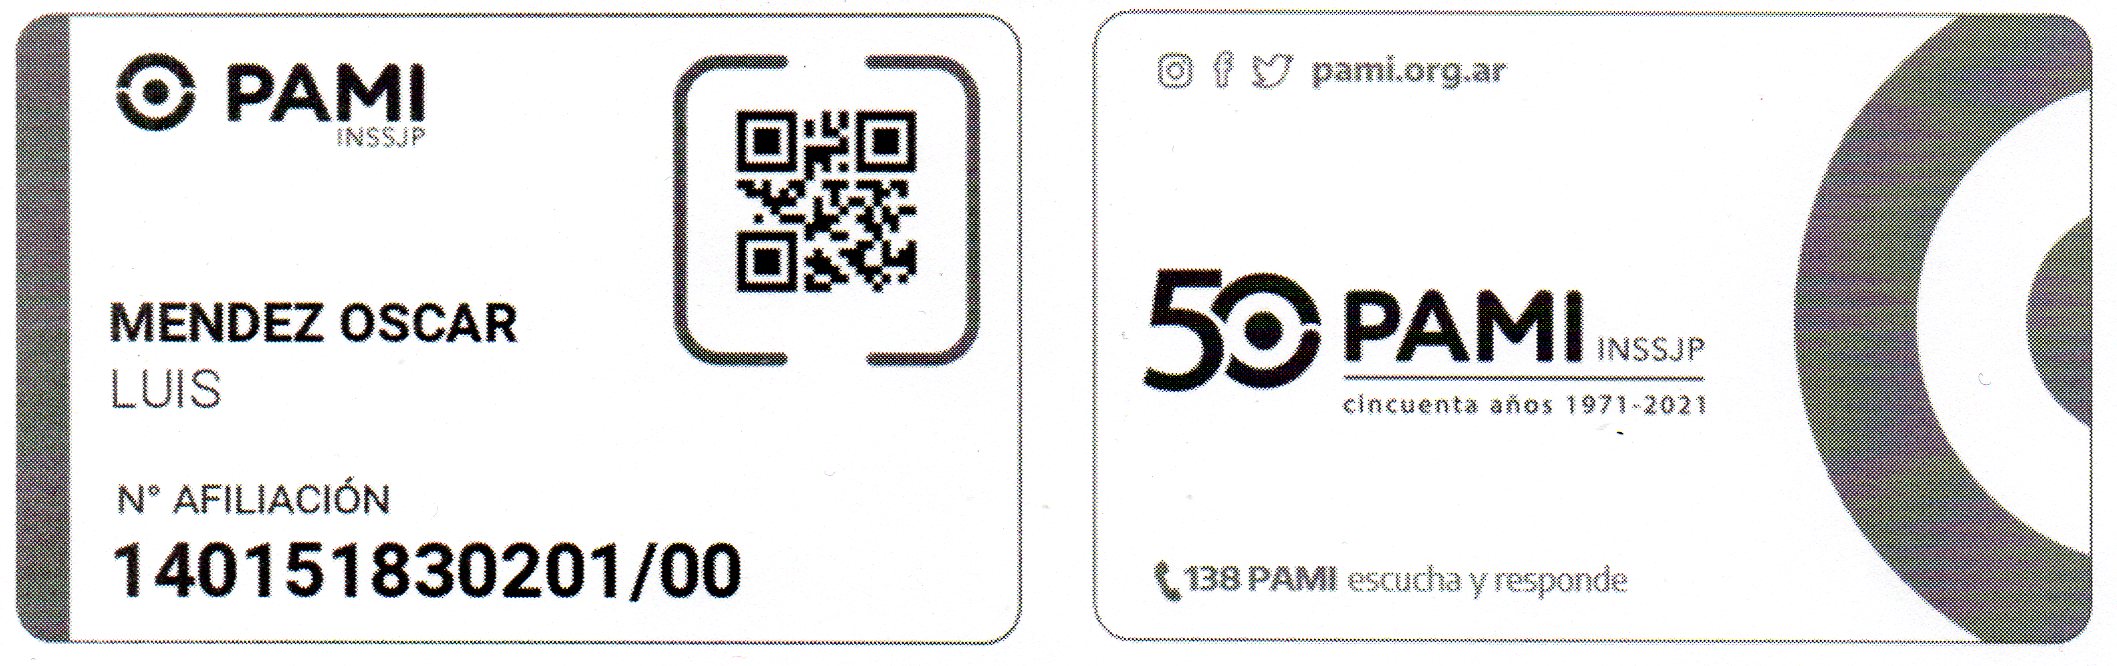 PAMI
INSSJP
MENDEZ OSCAR
LUIS
N° AFILIACIÓN
140151830201/00
pami.org.ar
50 PAMI INSSJP
cincuenta años 1971-2021
138 PAMI escucha y responde